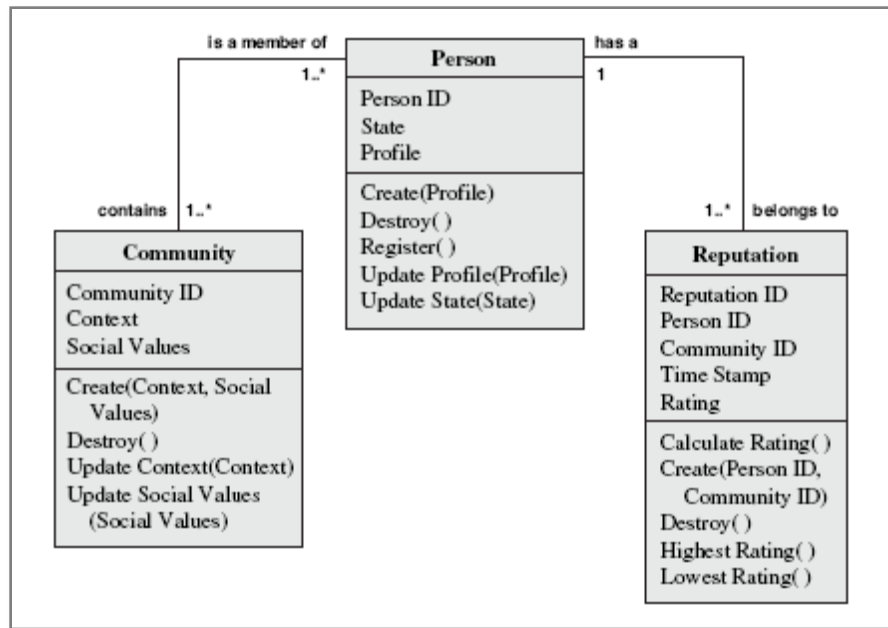 is a member of
1..*
Person
has a
1
Person ID
State
Profile
Create(Profile)
Destroy( )
Register( )
Update Profile(Profile)
Update State(State)
contains
1..*
Community
Community ID
Context
Social Values
Create(Context, Social
Values)
Destroy( )
Update Context(Context)
Update Social Values
(Social Values)
1..*
belongs to
Reputation
Reputation ID
Person ID
Community ID
Time Stamp
Rating
Calculate Rating( )
Create(Person ID,
Community ID)
Destroy( )
Highest Rating( )
Lowest Rating( )